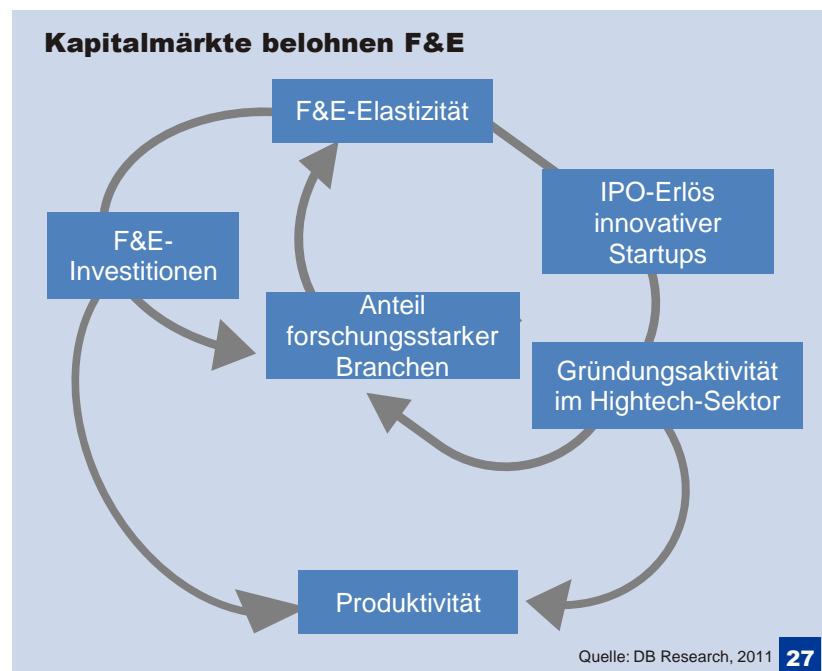 Kapitalmärkte belohnen F&E
F&E-Elastizität
IPO-Erlös
innovativer
Startups
F&E-
Investitionen
Anteil
forschungsstarker
Branchen
Gründungsaktivität
im Hightech-Sektor
Produktivität
Quelle: DB Research, 2011
27